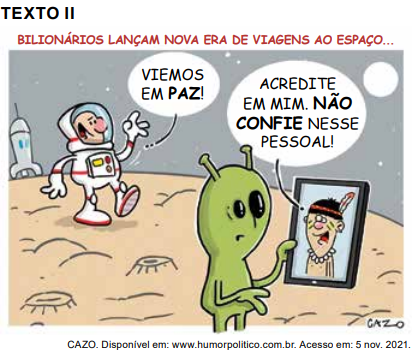 TEXTO II
BILIONÁRIOS LANÇAM NOVA ERA DE VIAGENS AO ESPAÇO...
VIEMOS
EM PAZ!
ACREDITE
EM MIM. NÃO
CONFIE NESSE
PESSOAL!
CAZO
CAZO. Disponível em: www.humorpolitico.com.br. Acesso em: 5 nov. 2021.